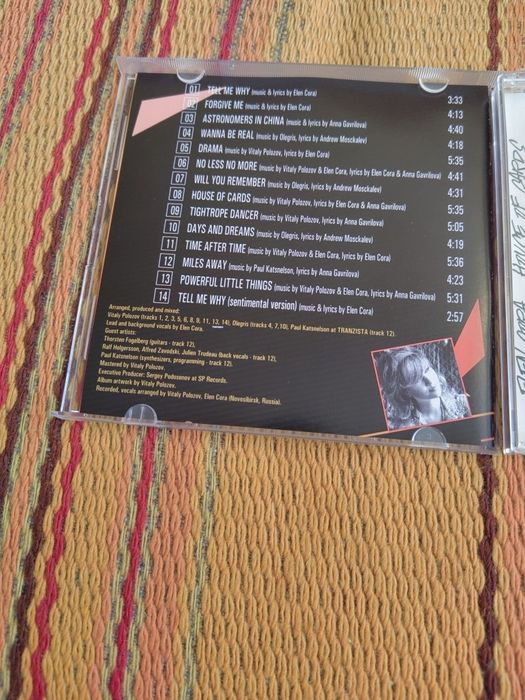 01 TELL ME WHY (music & lyrics by Elen Cora) 3:33
02 FORGIVE ME (music & lyrics by Elen Cora) 4:13
03 ASTRONOMERS IN CHINA (music & lyrics by Anna Gavrilova) 4:40
04 WANNA BE REAL (music by Olegris, lyrics by Andrew Mosckalev) 4:18
05 DRAMA (music by Vitaly Polozov, lyrics by Elen Cora) 5:35
06 NO LESS NO MORE (music by Vitaly Polozov & Elen Cora, lyrics by Elen Cora & Anna Gavrilova) 4:41
07 WILL YOU REMEMBER (music by Olegris, lyrics by Andrew Mosckalev) 4:31
08 HOUSE OF CARDS (music by Vitaly Polozov, lyrics by Elen Cora & Anna Gavrilova) 5:35
09 TIGHTROPE DANCER (music by Vitaly Polozov, lyrics by Anna Gavrilova) 5:05
10 DAYS AND DREAMS (music by Olegris, lyrics by Andrew Mosckalev) 4:19
11 TIME AFTER TIME (music by Vitaly Polozov & Elen Cora, lyrics by Elen Cora) 5:36
12 MILES AWAY (music by Paul Katsnelson, lyrics by Anna Gavrilova) 4:23
13 POWERFUL LITTLE THINGS (music by Vitaly Polozov & Elen Cora, lyrics by Anna Gavrilova) 5:31
14 TELL ME WHY (sentimental version) (music & lyrics by Elen Cora) 2:57
Arranged, produced and mixed:
Vitaly Polozov (tracks 1, 2, 3, 5, 6, 8, 9, 11, 13, 14), Olegris (tracks 4, 7,10), Paul Katsnelson at TRANZISTA (track 12).
Lead and background vocals by Elen Cora.
Guest artists:
Thorsten Fogelberg (guitars - track 12),
Ralf Holgersson, Alfred Zavodski, Julien Trudeau (back vocals - track 12),
Paul Katsnelson (synthesizers, programming - track 12).
Mastered by Vitaly Polozov.
Executive Producer: Sergey Podosenov at SP Records.
Album artwork by Vitaly Polozov.
Recorded, vocals arranged by Vitaly Polozov, Elen Cora (Novosibirsk, Russia).
CORA HOUSE OF CARDS